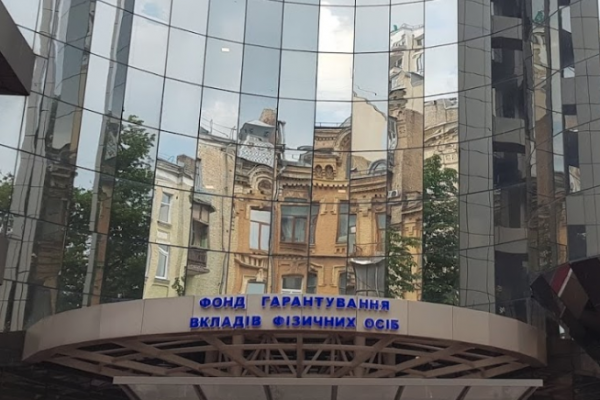 ФОНД ГАРАНТУВАННЯ
ВКЛАДІВ ФІЗИЧНИХ ОСІБ